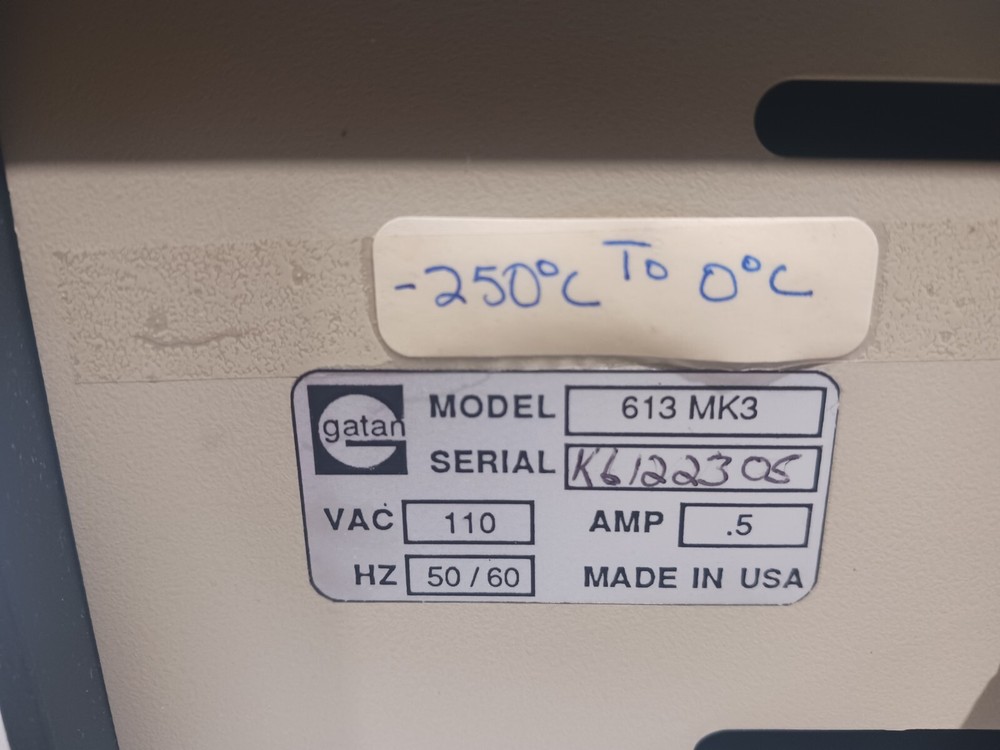 -250°C To 0°C
gatan
MODEL 613 MK3
SERIAL K6122305
VAC 110 AMP .5
HZ 50 / 60 MADE IN USA